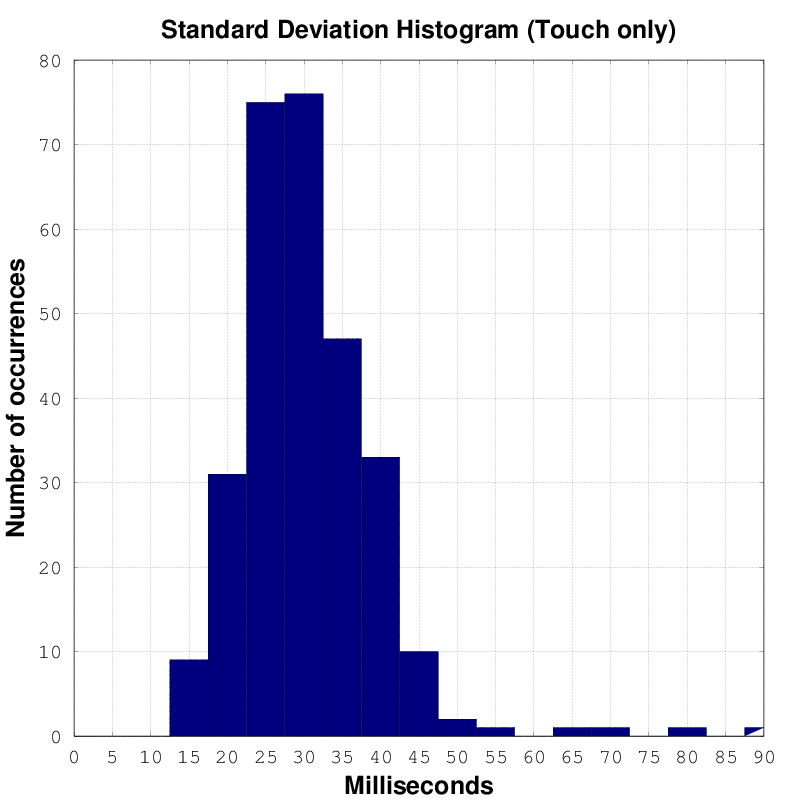 Standard Deviation Histogram (Touch only)
80
70
60
50
40
30
20
10
0
Number of occurrences
0 5 10 15 20 25 30 35 40 45 50 55 60 65 70 75 80 85 90
Milliseconds